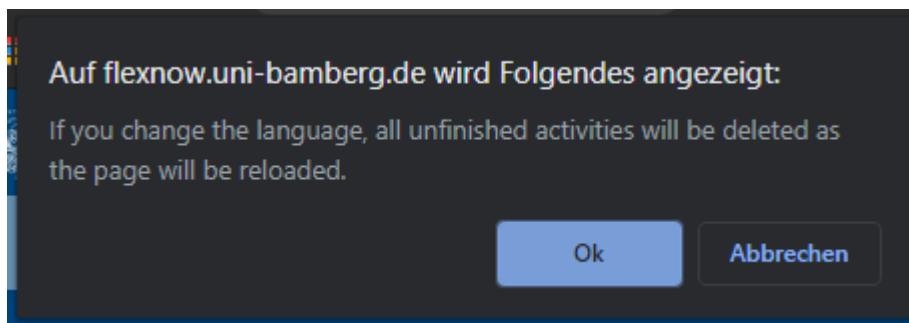 Auf flexnow.uni-bamberg.de wird Folgendes angezeigt:
If you change the language, all unfinished activities will be deleted as
the page will be reloaded.
Ok
Abbrechen